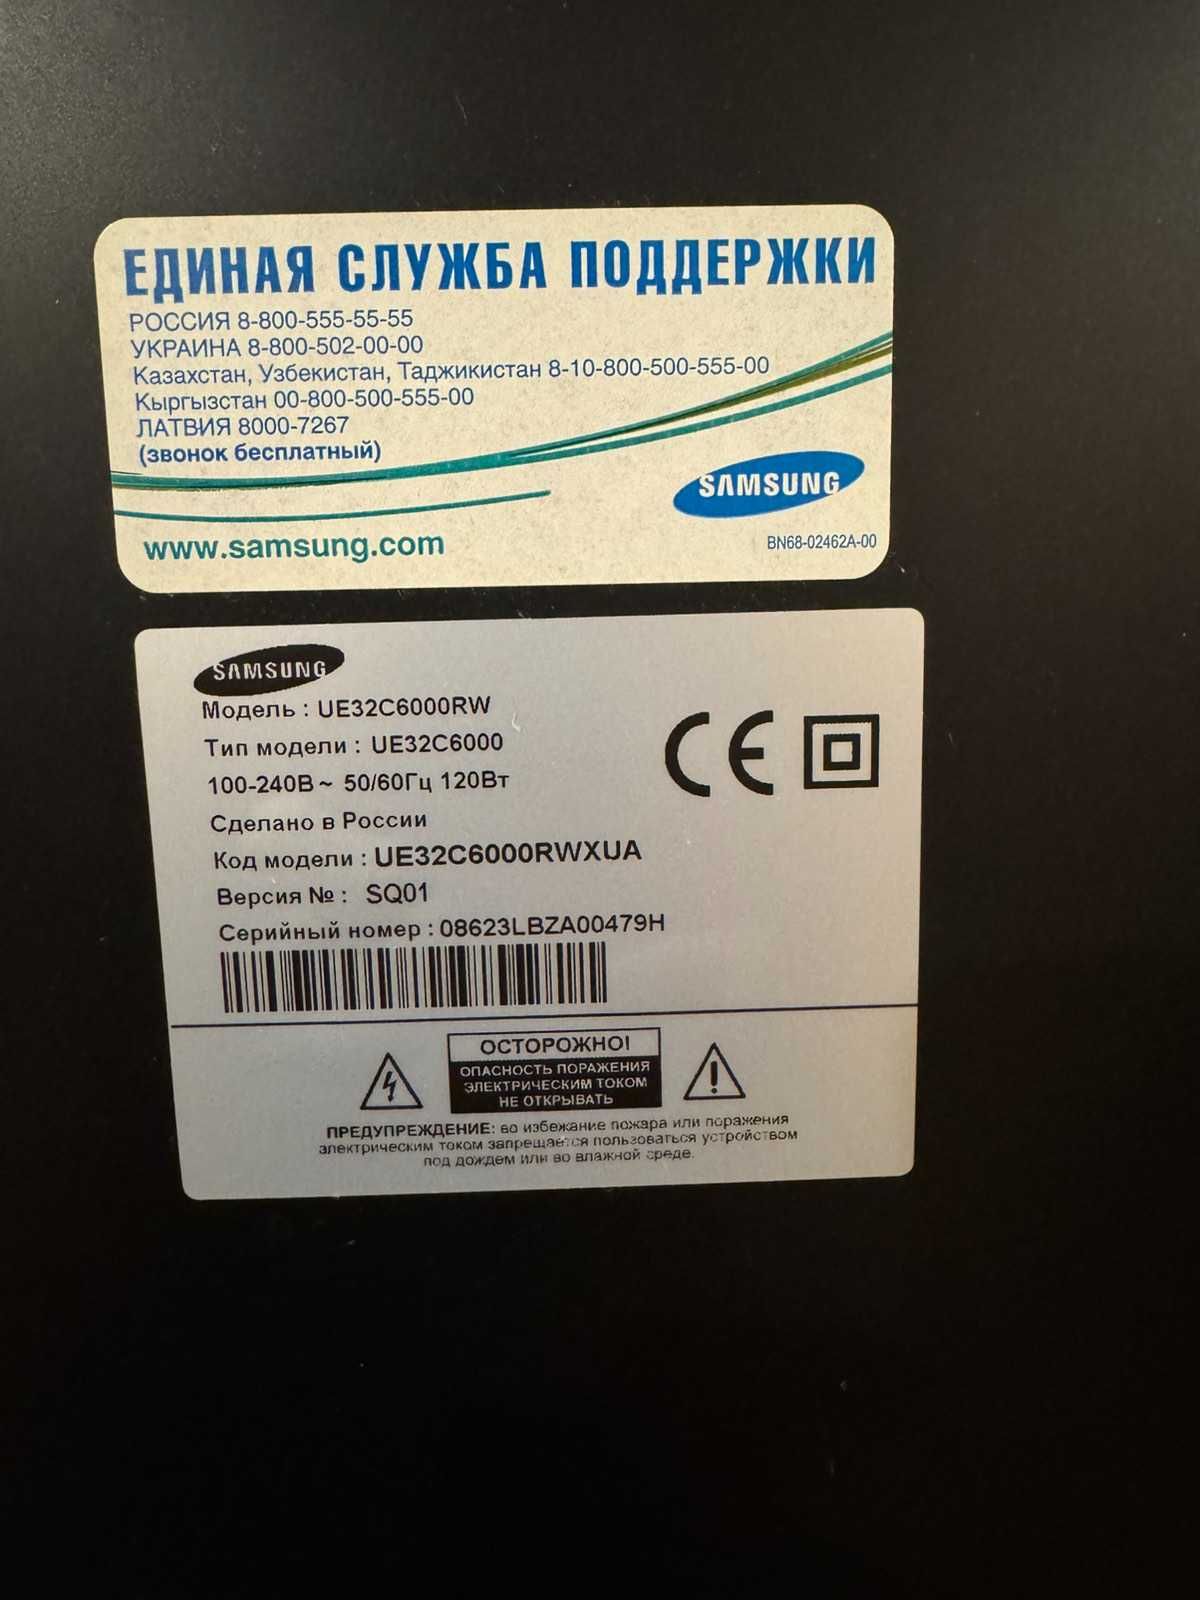 ЕДИНАЯ СЛУЖБА ПОДДЕРЖКИ
РОССИЯ 8-800-555-55-55
УКРАИНА 8-800-502-00-00
Казахстан, Узбекистан, Таджикистан 8-10-800-500-555-00
Кыргызстан 00-800-500-555-00
ЛАТВИЯ 8000-7267
(звонок бесплатный)
SAMSUNG
www.samsung.com
BN68-02462A-00
SAMSUNG
Модель : UE32C6000RW
Тип модели : UE32C6000
100-240В ~ 50/60Гц 120Вт
Сделано в России
Код модели : UE32C6000RWXUA
Версия № : SQ01
Серийный номер : 08623LBZA00479H
CE
ОСТОРОЖНО!
ОПАСНОСТЬ ПОРАЖЕНИЯ
ЭЛЕКТРИЧЕСКИМ ТОКОМ
НЕ ОТКРЫВАТЬ
ПРЕДУПРЕЖДЕНИЕ: во избежание пожара или поражения
электрическим током запрещается пользоваться устройством
под дождем или во влажной среде.